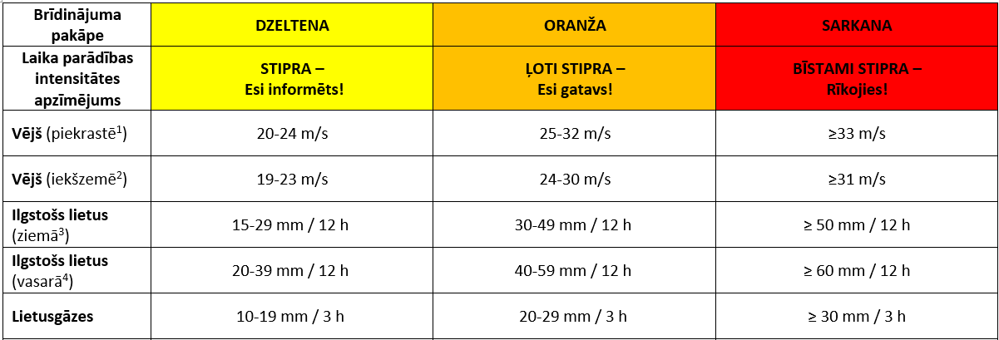 Brīdinājuma
pakāpe
DZELTENA
ORANŽA
SARKANA
Laika parādības
intensitātes
apzīmējums
STIPRA –
Esi informēts!
ĻOTI STIPRA –
Esi gatavs!
BĪSTAMI STIPRA –
Rīkojies!
Vējš (piekrastē¹)
20-24 m/s
25-32 m/s
≥33 m/s
Vējš (iekšzemē²)
19-23 m/s
24-30 m/s
≥31 m/s
Ilgstošs lietus
(ziemā³)
15-29 mm / 12 h
30-49 mm / 12 h
≥ 50 mm / 12 h
Ilgstošs lietus
(vasarā⁴)
20-39 mm / 12 h
40-59 mm / 12 h
≥ 60 mm / 12 h
Lietusgāzes
10-19 mm / 3 h
20-29 mm / 3 h
≥ 30 mm / 3 h